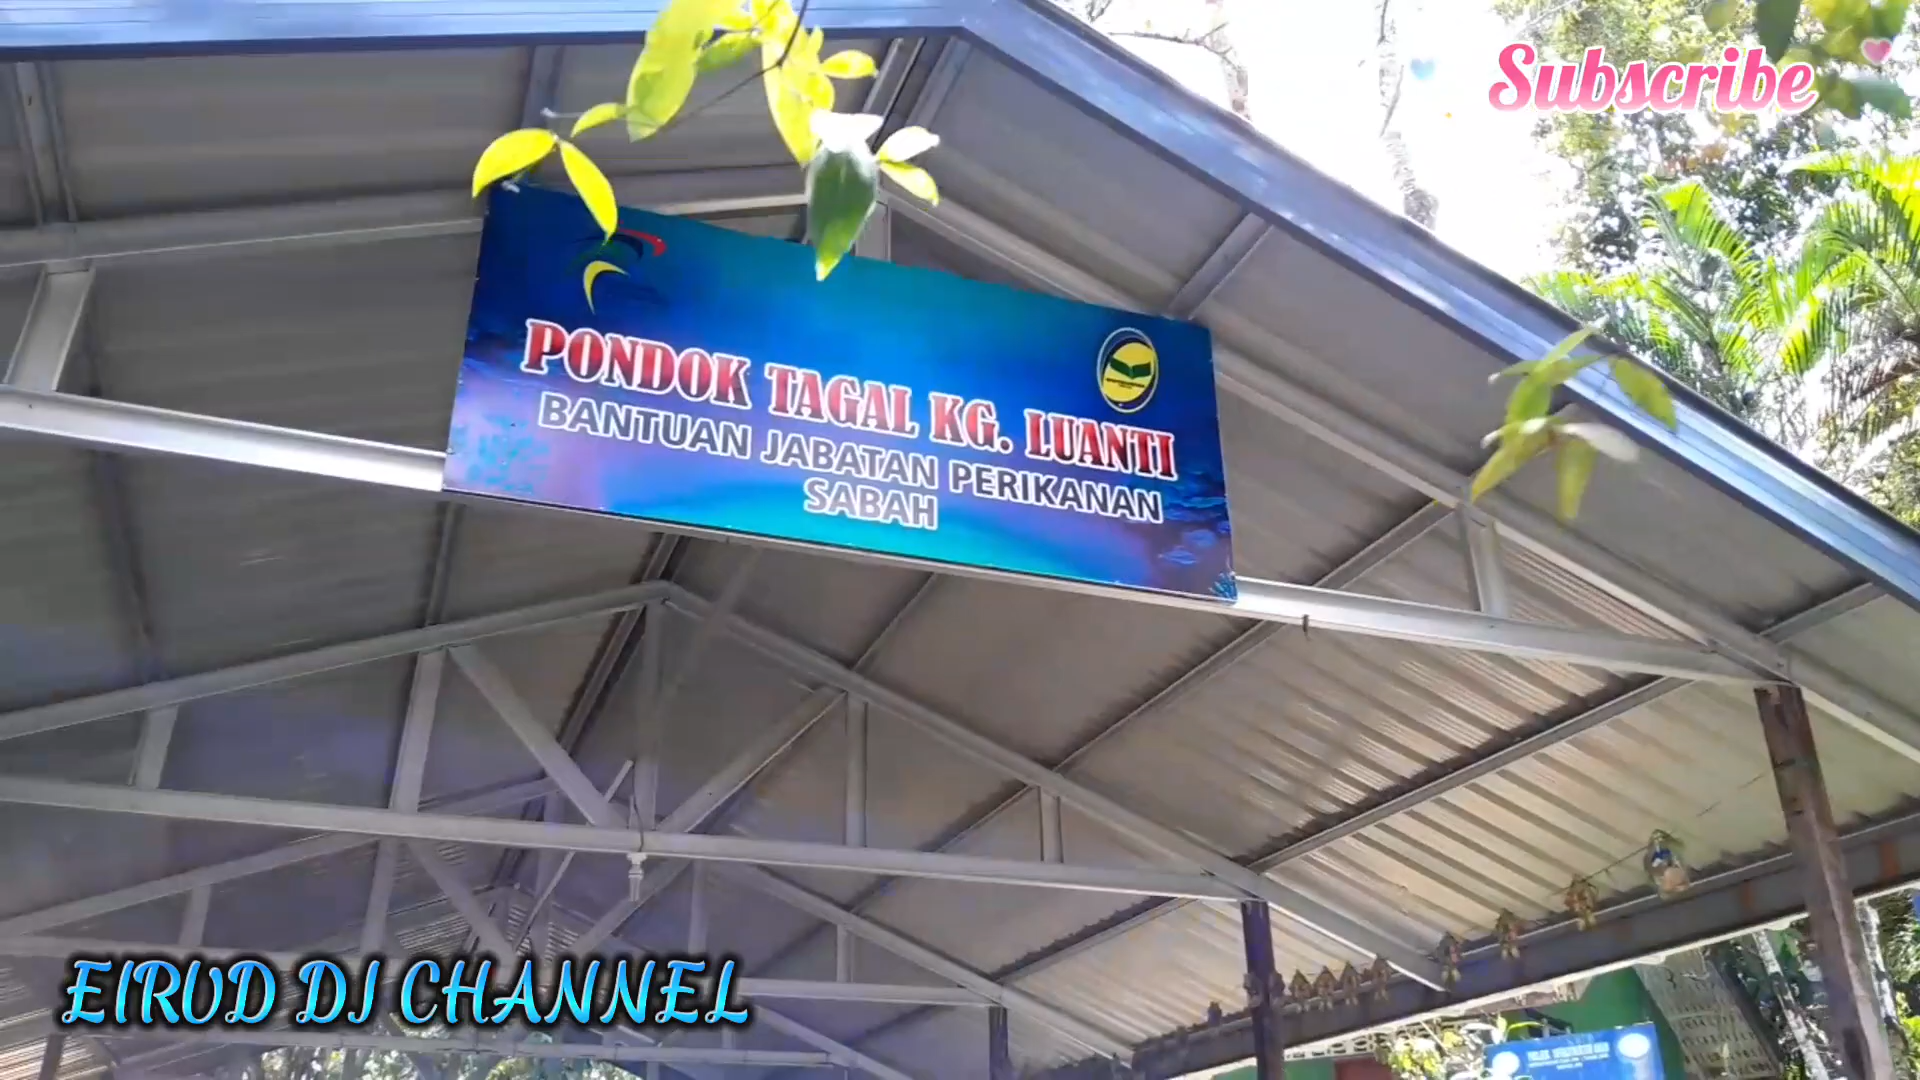 Subscribe
PONDOK TAGAL KG. LUANTI
BANTUAN JABATAN PERIKANAN
SABAH
EIRUD DJ CHANNEL